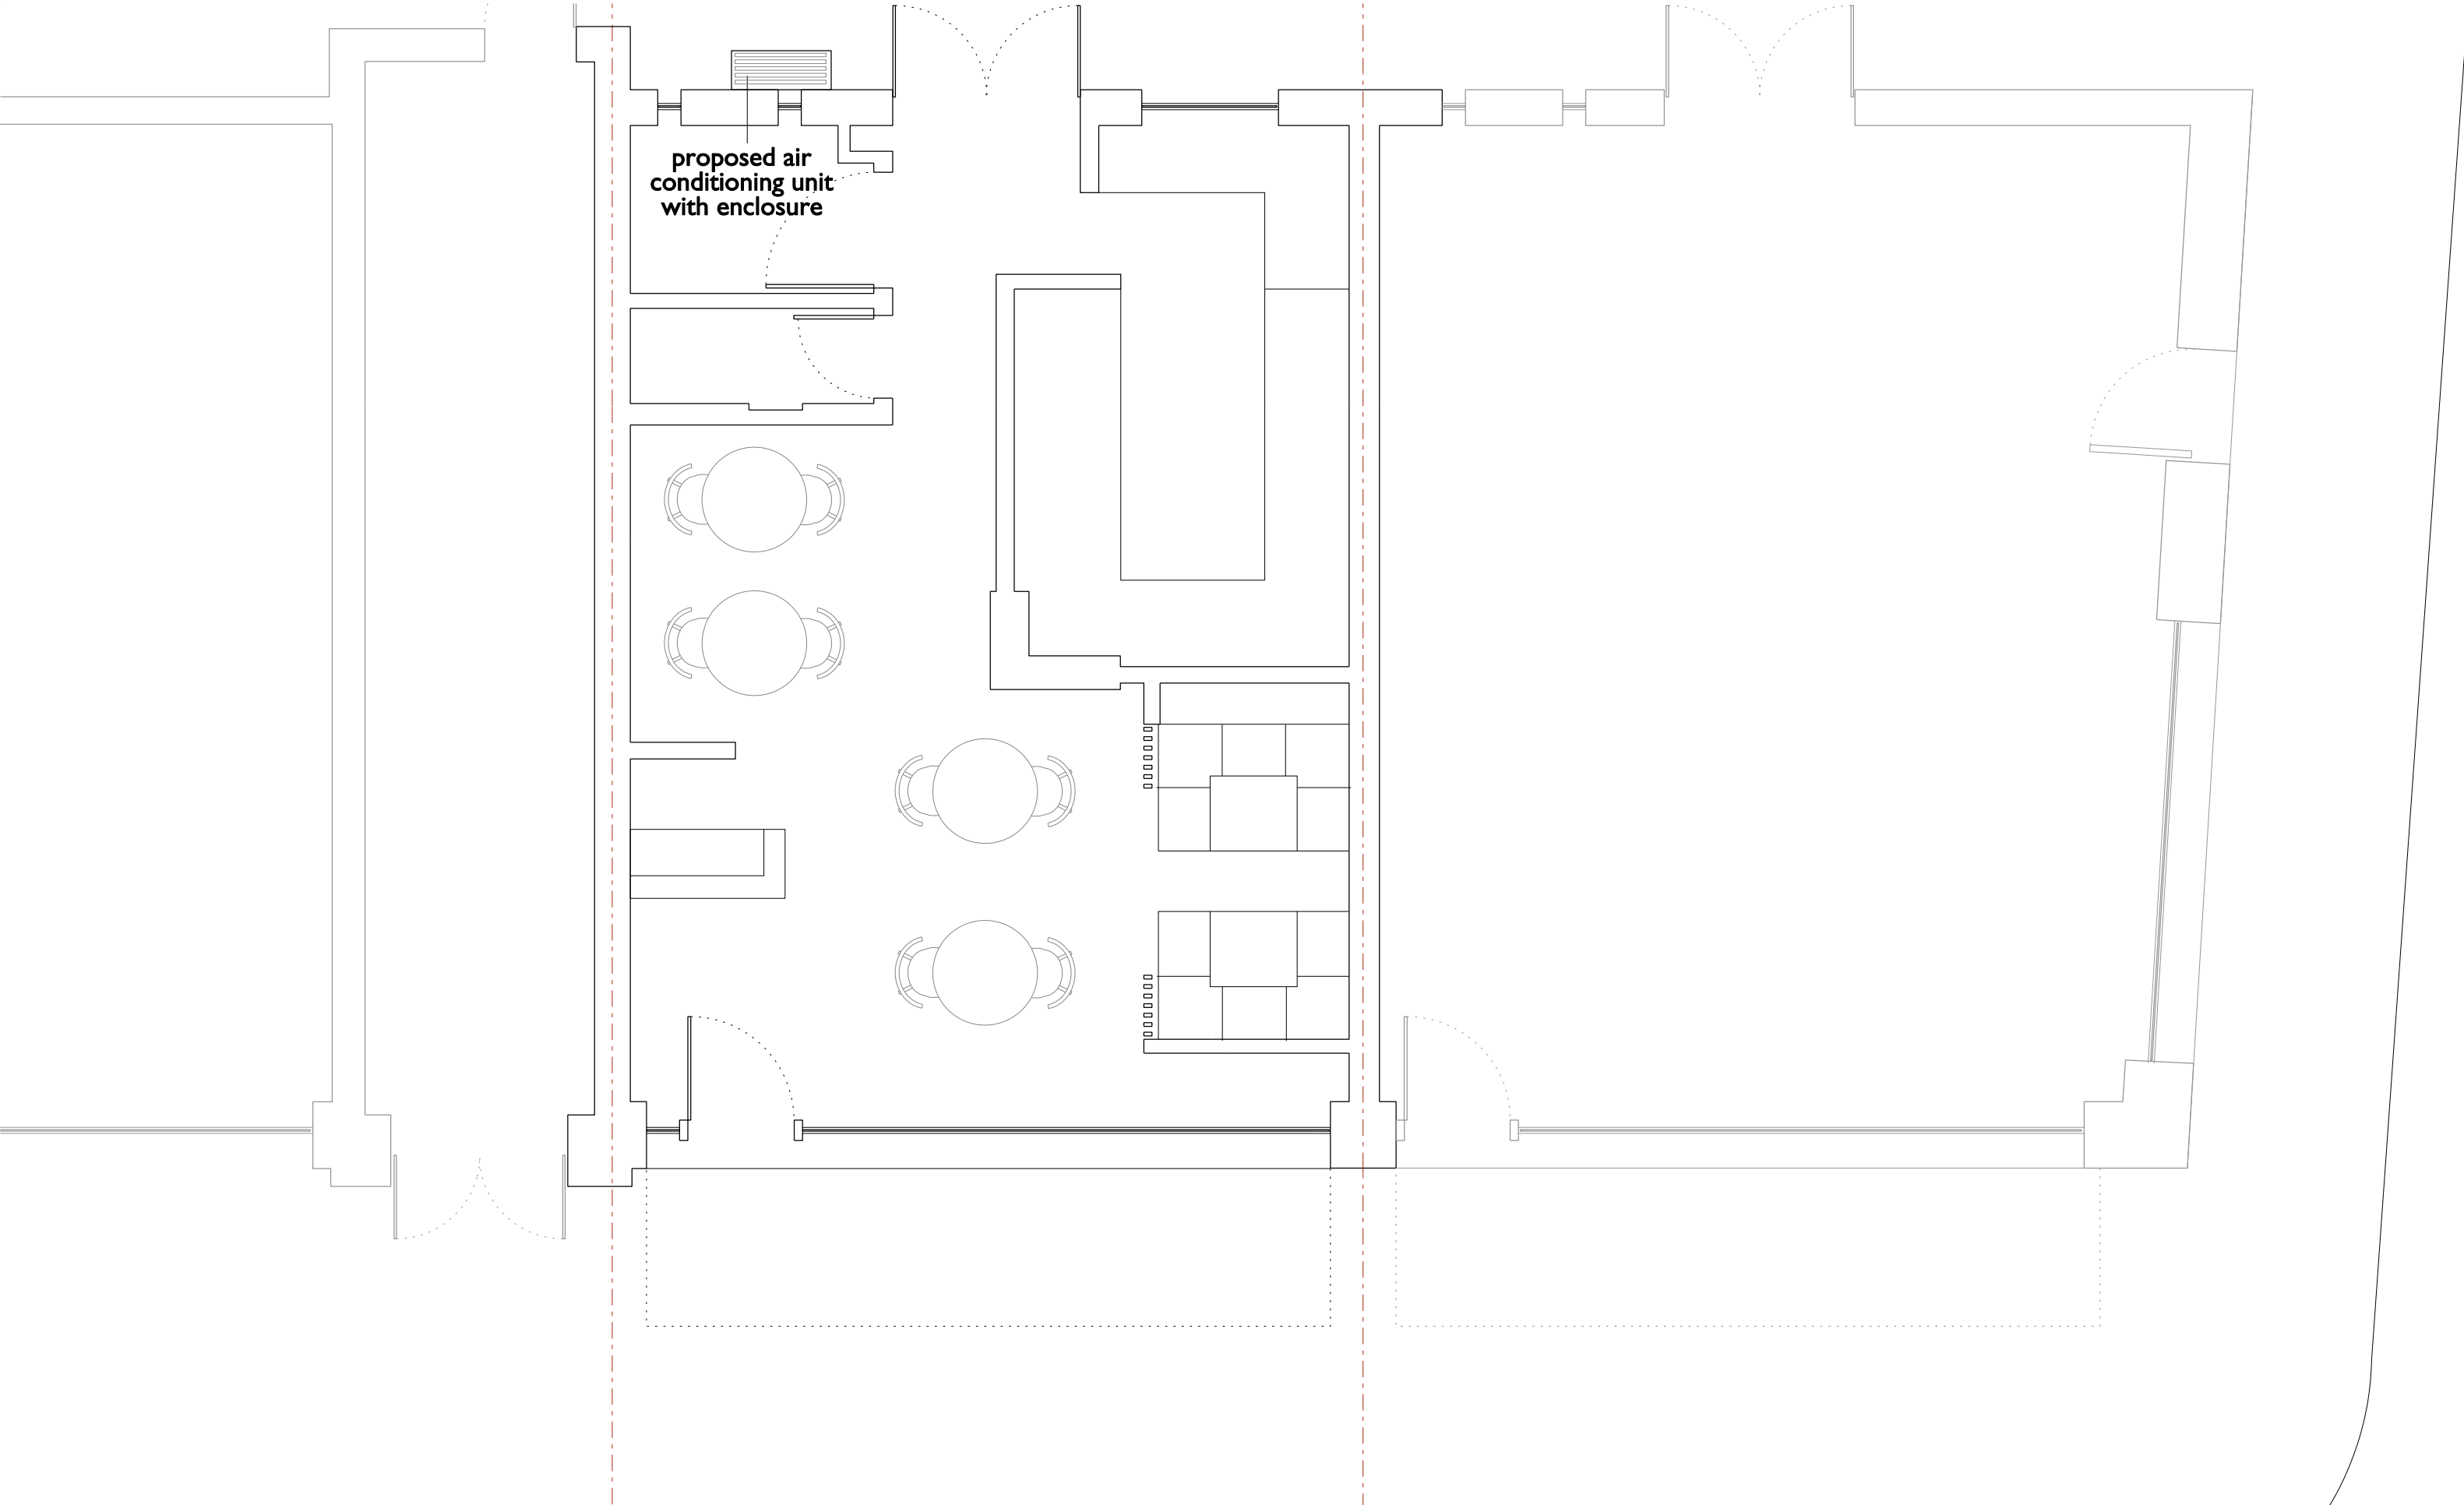 proposed air
conditioning unit
with enclosure